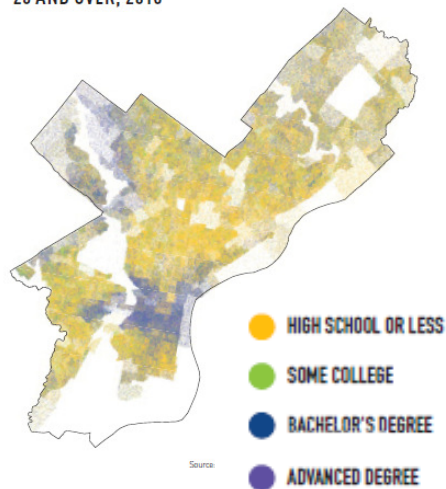 25 AND OVER, 2016
HIGH SCHOOL OR LESS
SOME COLLEGE
BACHELOR'S DEGREE
Source:
ADVANCED DEGREE